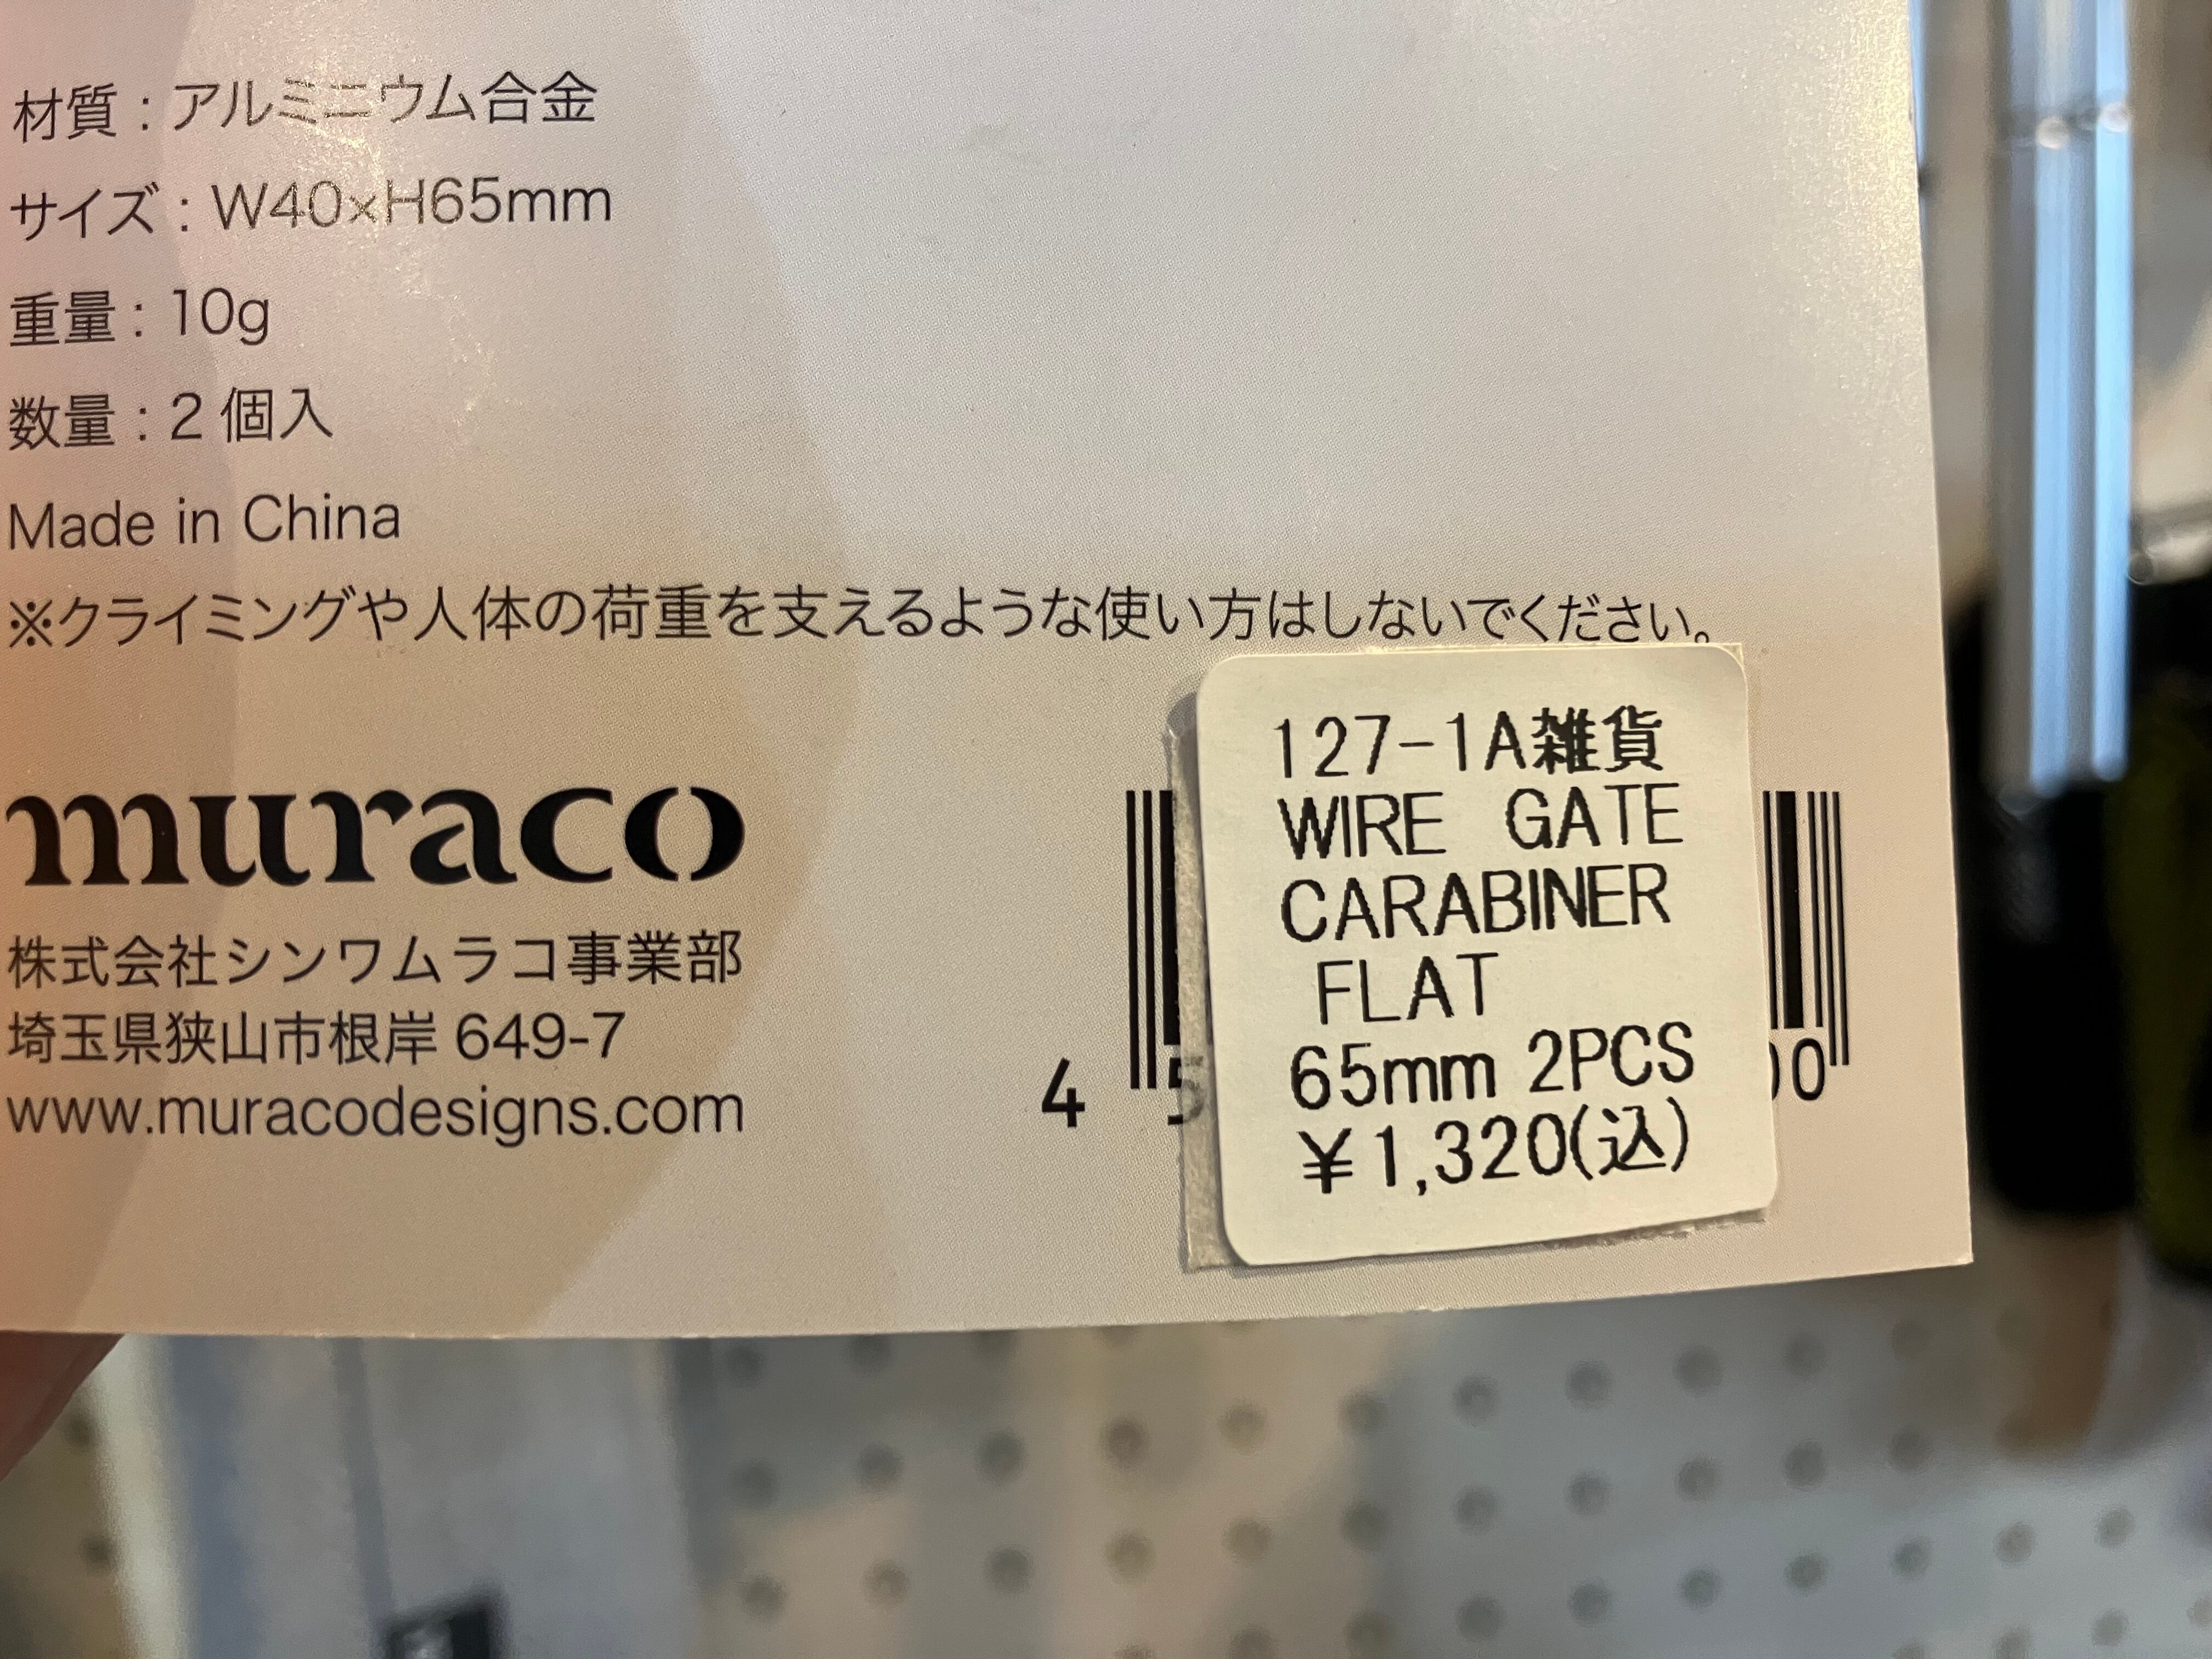 材質：アルミニウム合金
サイズ：W40×H65mm
重量：10g
数量：2個入
Made in China
※クライミングや人体の荷重を支えるような使い方はしないでください。
muraco
株式会社シンワムラコ事業部
埼玉県狭山市根岸 649-7
www.muracodesigns.com
127-1A雑貨
WIRE GATE
CARABINER
FLAT
65mm 2PCS
¥1,320(込)
4 5
0